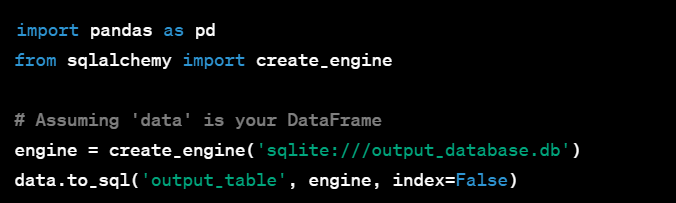 import pandas as pd
from sqlalchemy import create_engine
# Assuming 'data' is your DataFrame
engine = create_engine('sqlite:///output_database.db')
data.to_sql('output_table', engine, index=False)